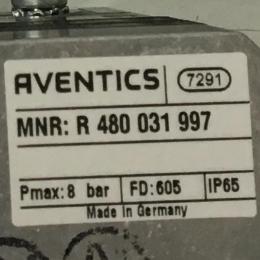 AVENTICS 7291
MNR: R 480 031 997
Pmax: 8 bar FD: 605 IP65
Made in Germany